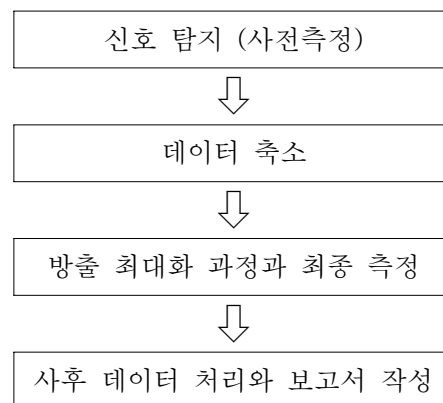 신호 탐지 (사전측정)
데이터 축소
방출 최대화 과정과 최종 측정
사후 데이터 처리와 보고서 작성